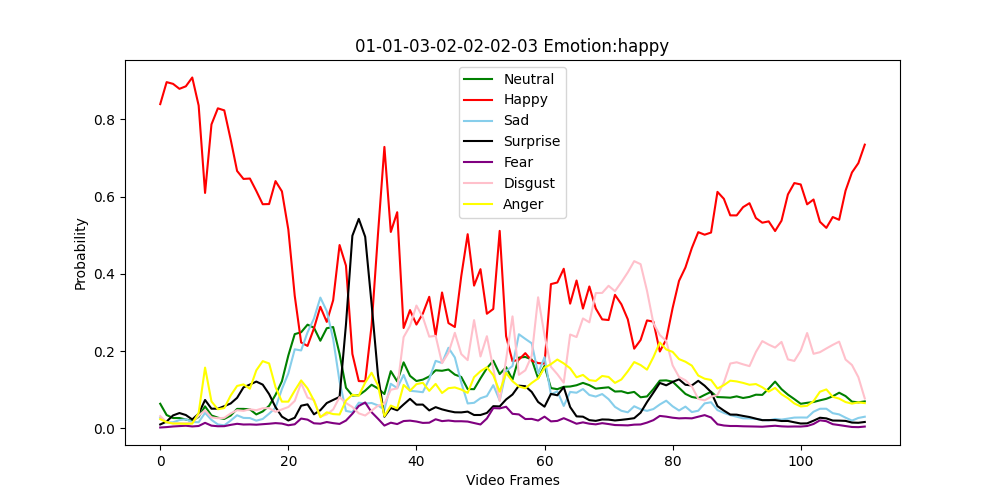 01-01-03-02-02-02-03 Emotion:happy
Neutral
Happy
Sad
Surprise
Fear
Disgust
Anger
Probability
0.8
0.6
0.4
0.2
0.0
0 20 40 60 80 100
Video Frames